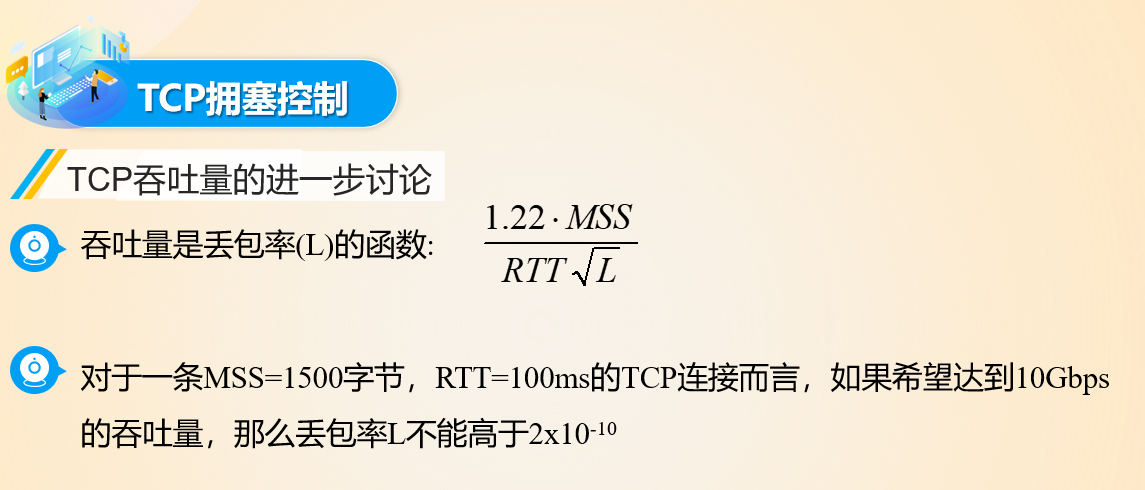 TCP拥塞控制
TCP吞吐量的进一步讨论
吞吐量是丢包率(L)的函数: \frac{1.22 \cdot MSS}{RTT\sqrt{L}}
对于一条MSS=1500字节，RTT=100ms的TCP连接而言，如果希望达到10Gbps
的吞吐量，那么丢包率L不能高于2x10⁻¹⁰